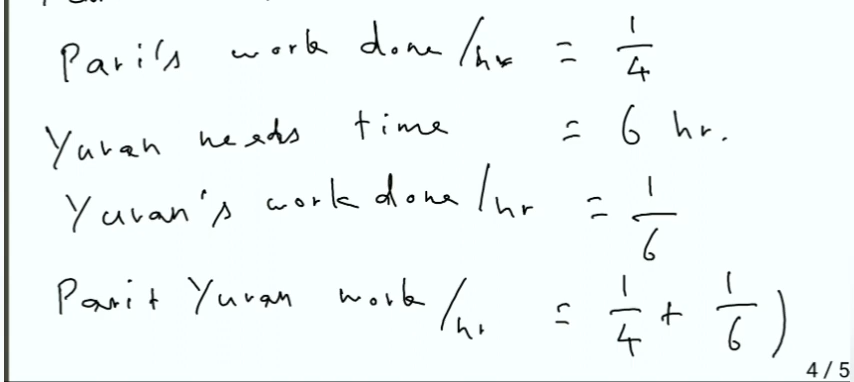 Pari's work done/hr = 1/4
Yuvan needs time = 6 hr.
Yuvan's work done/hr = 1/6
Pari + Yuvan work/hr = 1/4 + 1/6)
4/5